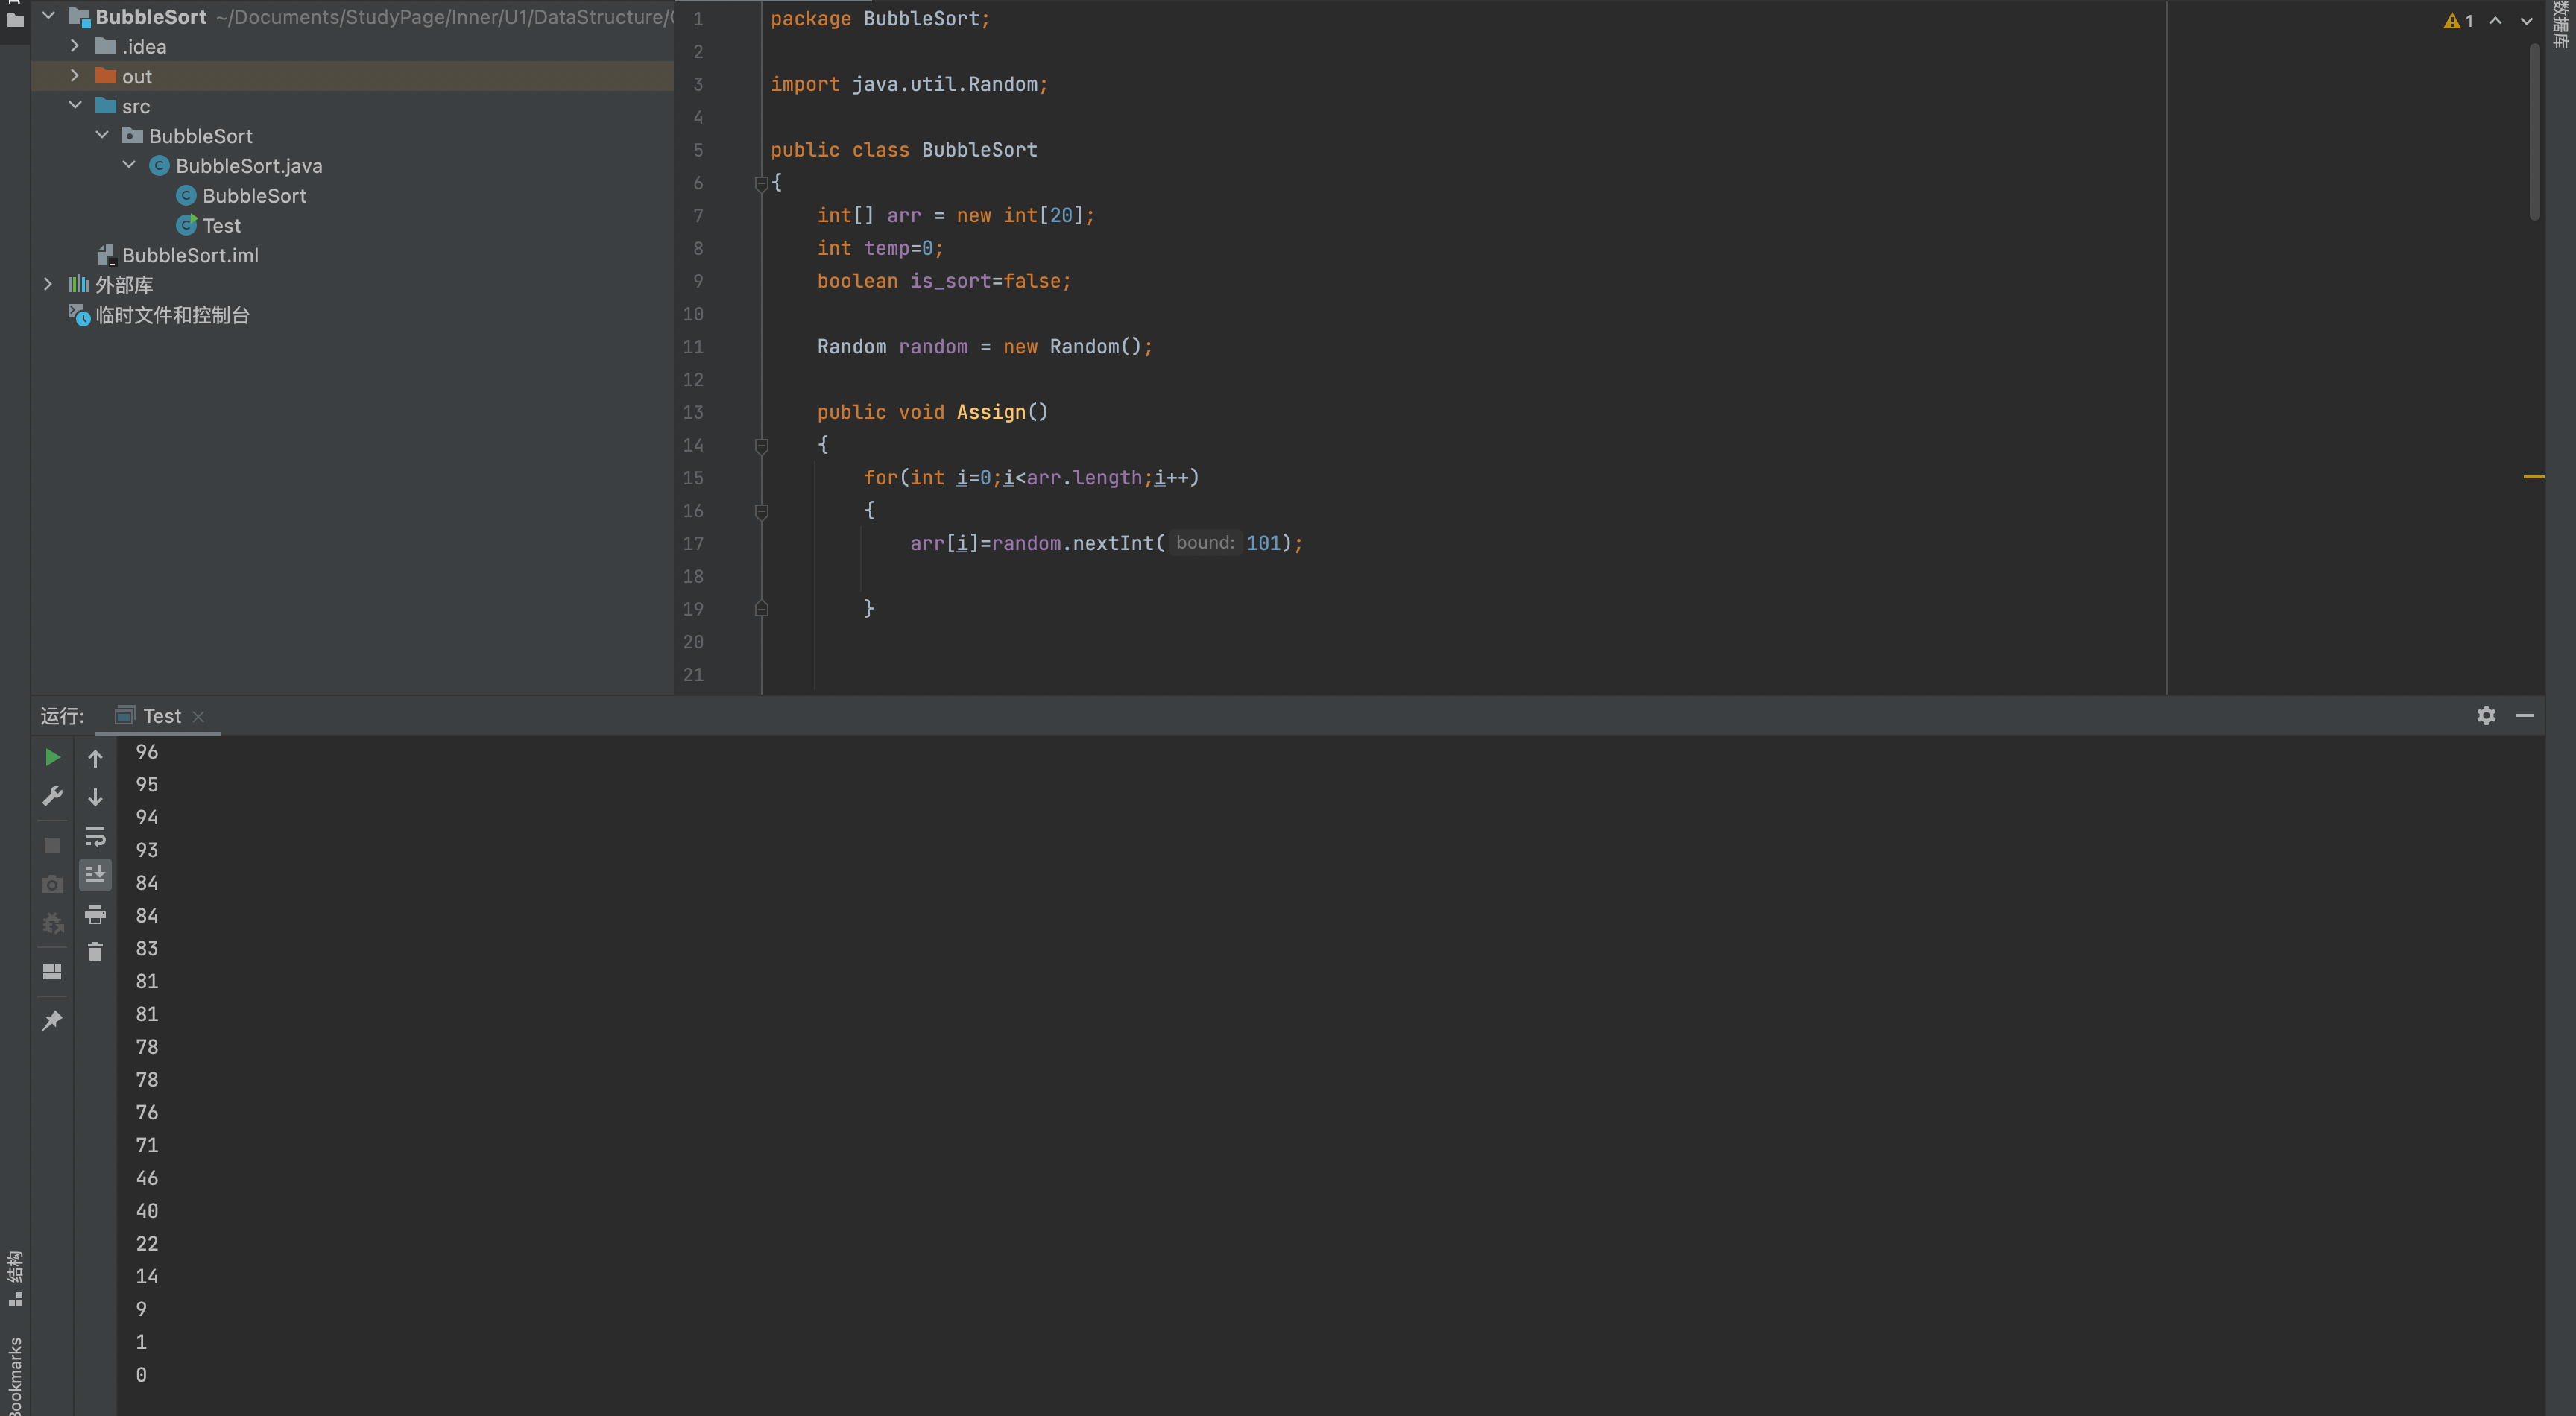 BubbleSort ~/Documents/StudyPage/Inner/U1/DataStructure/
.idea
out
src
BubbleSort
BubbleSort.java
BubbleSort
Test
BubbleSort.iml
外部库
临时文件和控制台
1 package BubbleSort;
2
3 import java.util.Random;
4
5 public class BubbleSort
6 {
7 int[] arr = new int[20];
8 int temp=0;
9 boolean is_sort=false;
10
11 Random random = new Random();
12
13 public void Assign()
14 {
15 for(int i=0;i<arr.length;i++)
16 {
17 arr[i]=random.nextInt( bound: 101);
18
19 }
20
21
1
数据库
运行: Test
96
95
94
93
84
84
83
81
81
78
78
76
71
46
40
22
14
9
1
0
结构
Bookmarks